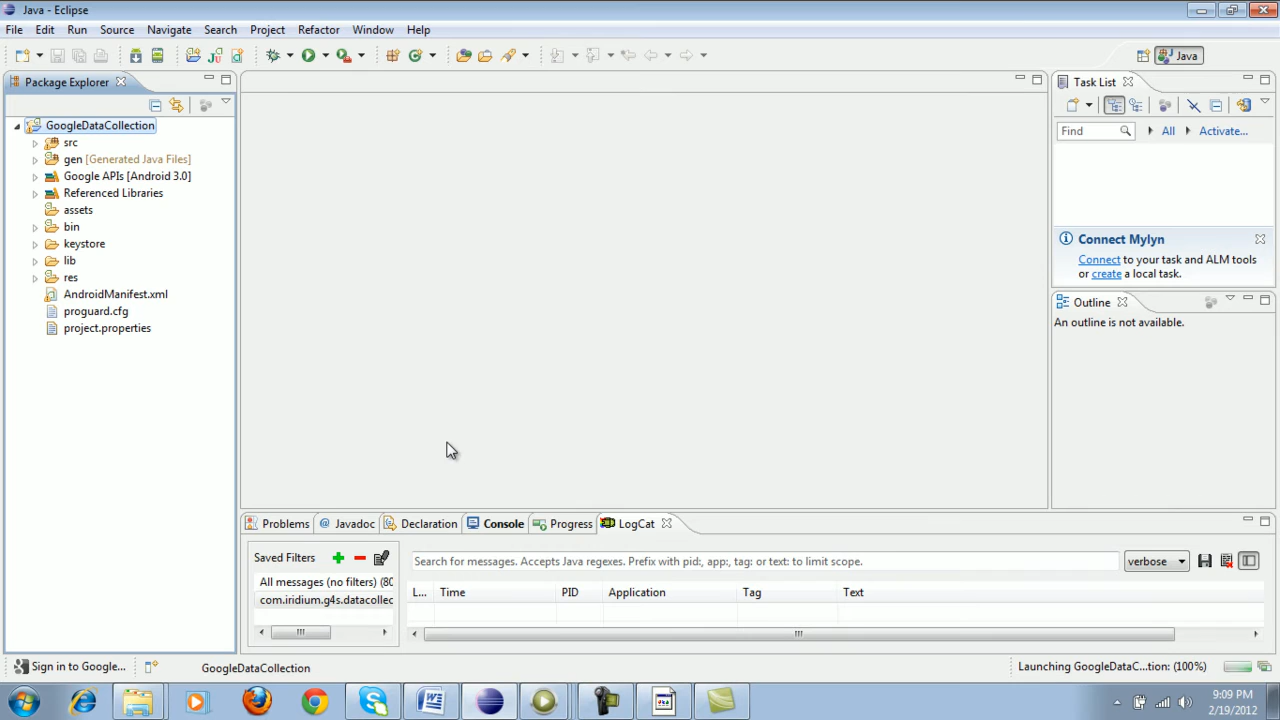 Java - Eclipse
File Edit Run Source Navigate Search Project Refactor Window Help
Java
Package Explorer
GoogleDataCollection
src
gen [Generated Java Files]
Google APIs [Android 3.0]
Referenced Libraries
assets
bin
keystore
lib
res
AndroidManifest.xml
proguard.cfg
project.properties
Task List
Find All Activate...
Connect Mylyn
Connect to your task and ALM tools
or create a local task.
Outline
An outline is not available.
Problems @ Javadoc Declaration Console Progress LogCat
Saved Filters
All messages (no filters) (80
com.iridium.g4s.datacollec
Search for messages. Accepts Java regexes. Prefix with pid:, app:, tag: or text: to limit scope.
verbose
L... Time PID Application Tag Text
Sign in to Google...
GoogleDataCollection
Launching GoogleDataC...tion: (100%)
9:09 PM
2/19/2012